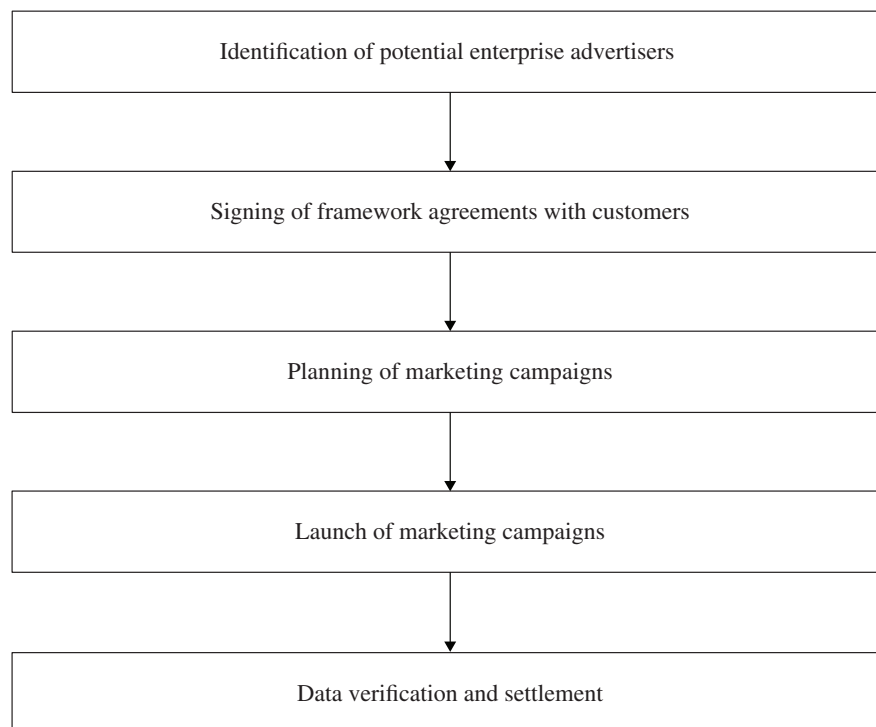 Identification of potential enterprise advertisers
Signing of framework agreements with customers
Planning of marketing campaigns
Launch of marketing campaigns
Data verification and settlement